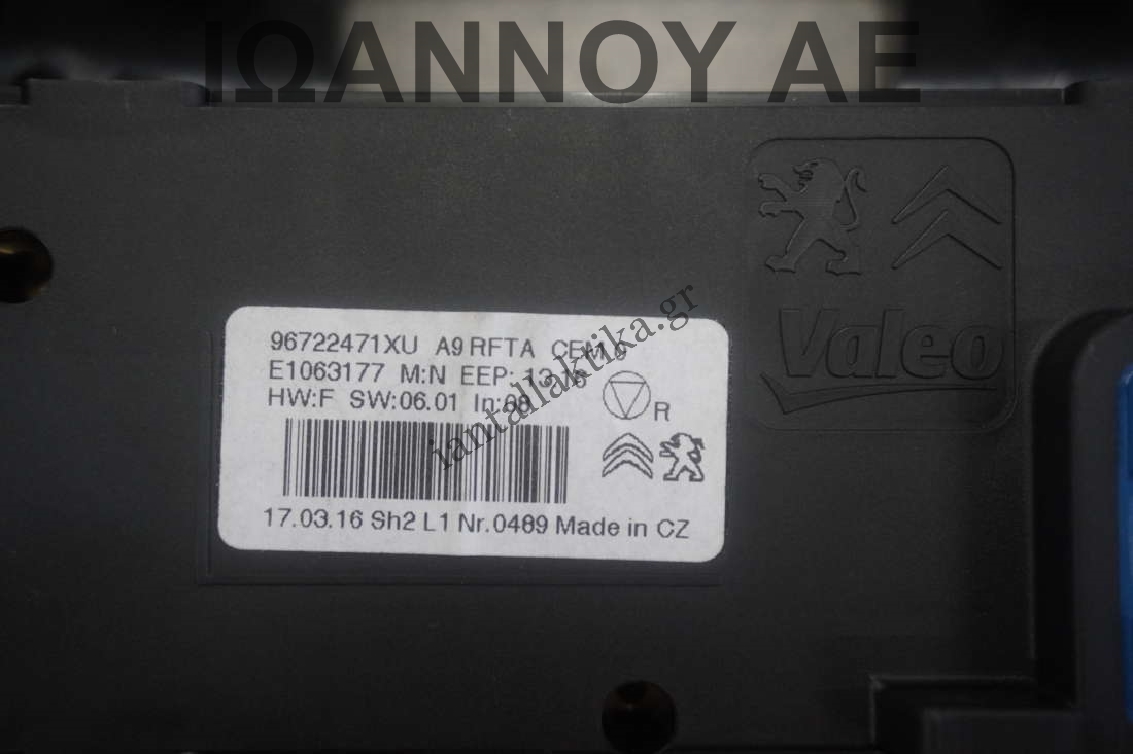 ΙΩΑΝΝΟΥ ΑΕ
Valeo
96722471XU A9 RFTA
E1063177 M:N EEP:
HW:F SW:06.01
R
17.03.16 Sh2 L1 Nr.0489 Made in CZ
iantallaktika.gr